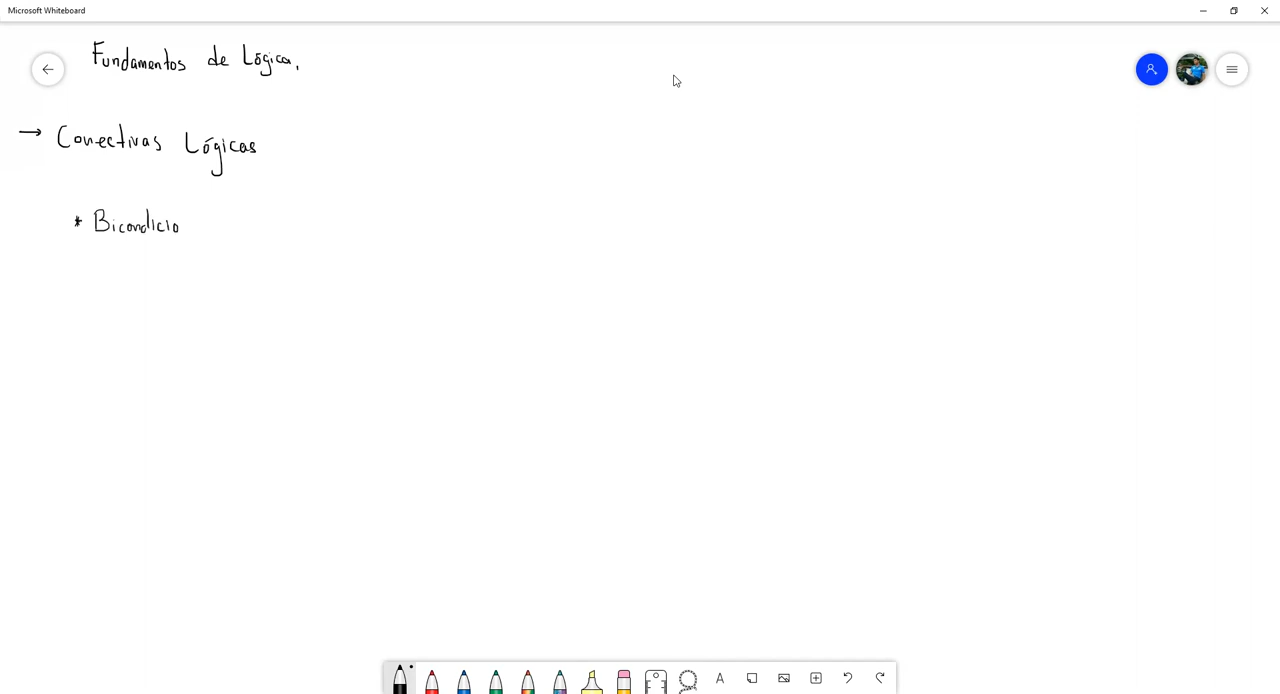 Microsoft Whiteboard
Fundamentos de Lógica.
→ Conectivas Lógicas
* Bicondicio
A